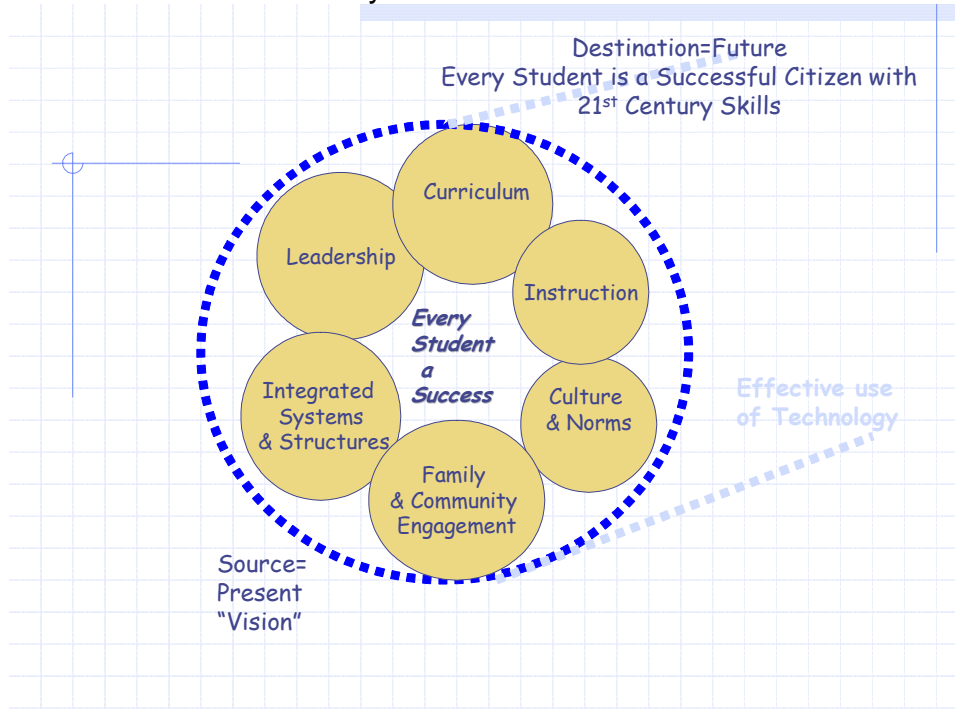 Destination=Future
Every Student is a Successful Citizen with
21st Century Skills
Curriculum
Leadership
Instruction
Every
Student
a
Success
Integrated
Systems
& Structures
Culture
& Norms
Effective use
of Technology
Family
& Community
Engagement
Source=
Present
“Vision”